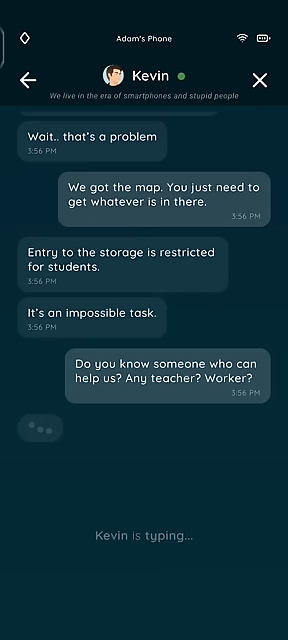 Adam's Phone
Kevin
We live in the era of smartphones and stupid people
Wait.. that's a problem
3:56 PM
We got the map. You just need to
get whatever is in there.
3:56 PM
Entry to the storage is restricted
for students.
3:56 PM
It's an impossible task.
3:56 PM
Do you know someone who can
help us? Any teacher? Worker?
3:56 PM
Kevin is typing...